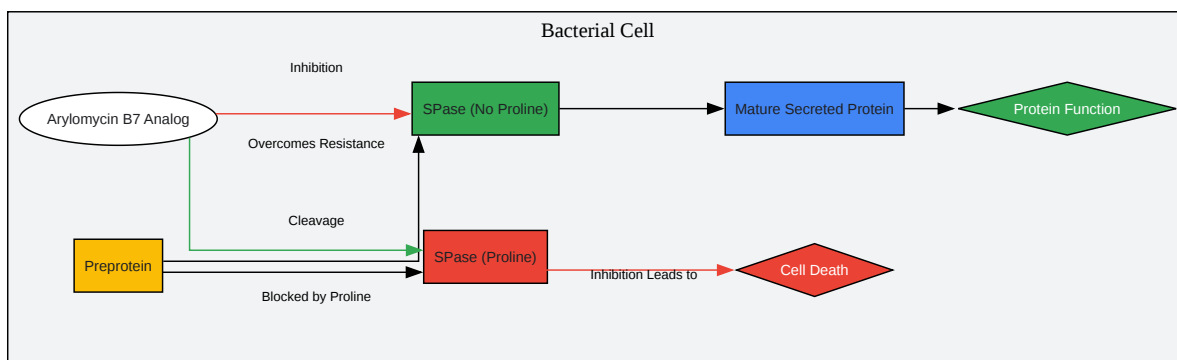 Bacterial Cell
Inhibition
Arylomycin B7 Analog
SPase (No Proline)
Mature Secreted Protein
Protein Function
Overcomes Resistance
Cleavage
Preprotein
SPase (Proline)
Cell Death
Inhibition Leads to
Blocked by Proline